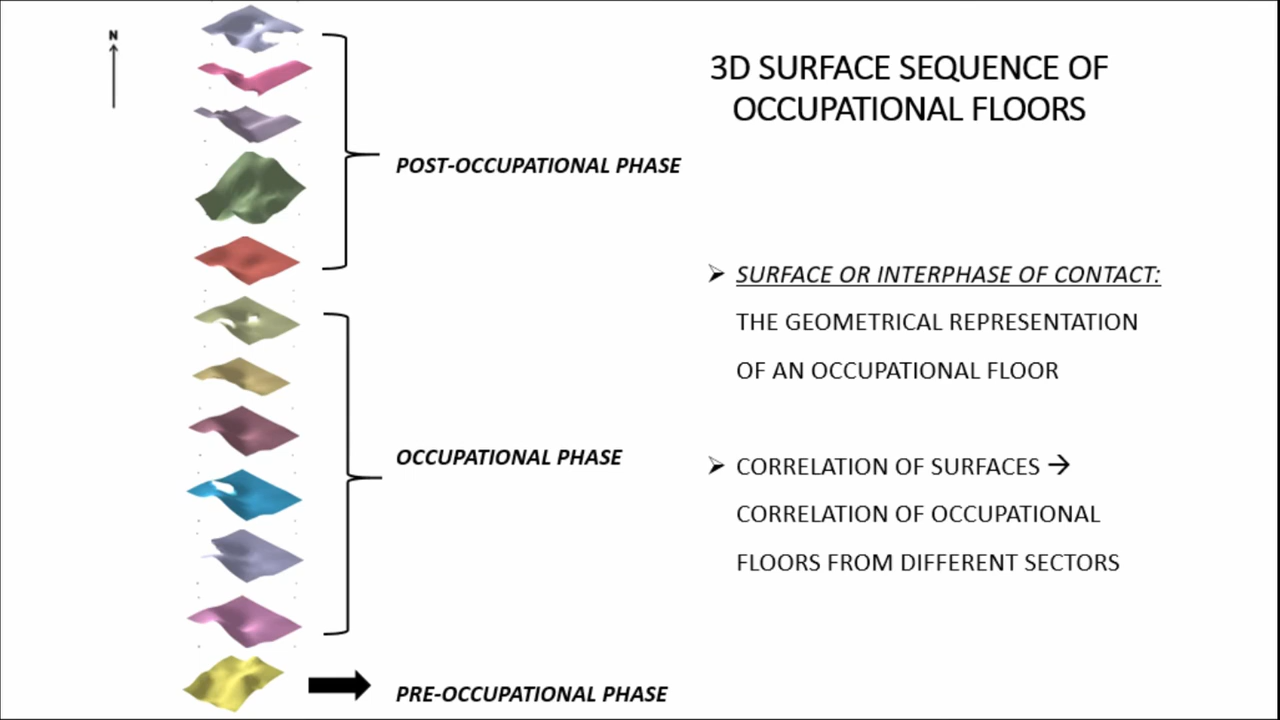 N
3D SURFACE SEQUENCE OF
OCCUPATIONAL FLOORS
POST-OCCUPATIONAL PHASE
OCCUPATIONAL PHASE
PRE-OCCUPATIONAL PHASE
➢ SURFACE OR INTERPHASE OF CONTACT:
THE GEOMETRICAL REPRESENTATION
OF AN OCCUPATIONAL FLOOR
➢ CORRELATION OF SURFACES →
CORRELATION OF OCCUPATIONAL
FLOORS FROM DIFFERENT SECTORS